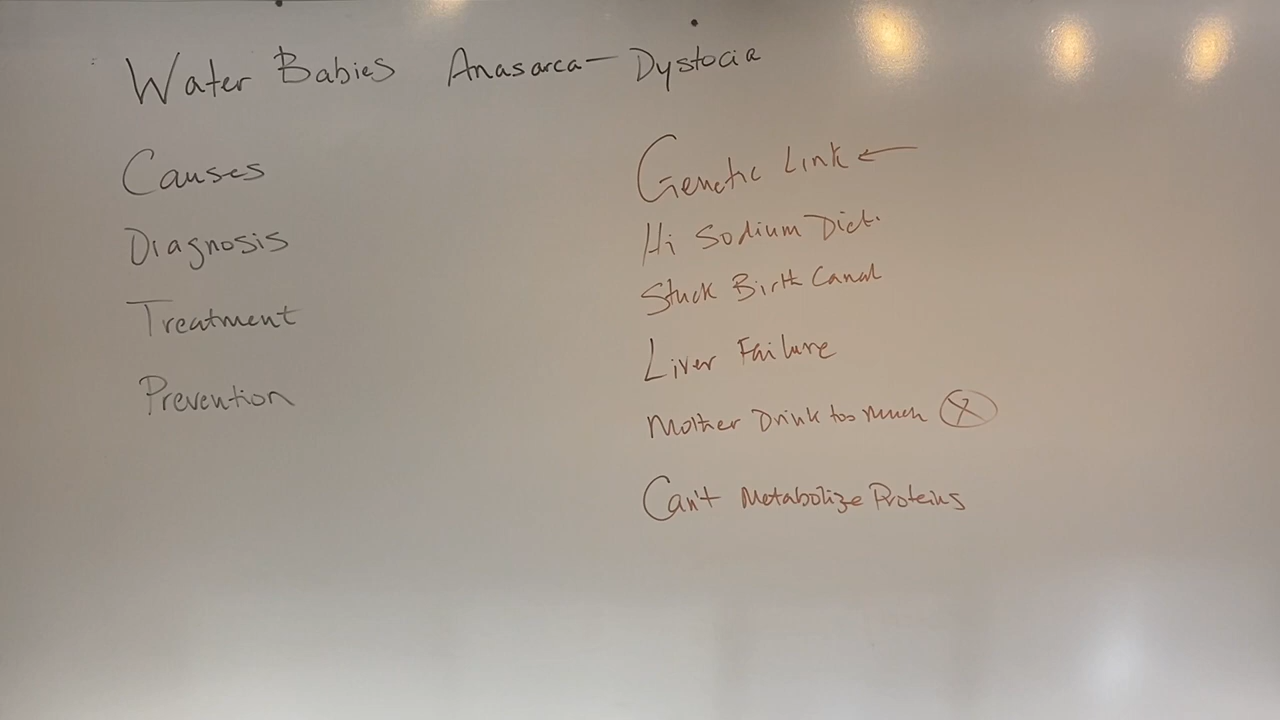 Water Babies Anasarca - Dystocia
Causes
Diagnosis
Treatment
Prevention
Genetic Link ←
Hi Sodium Diet.
Stuck Birth Canal
Liver Failure
Mother Drink too much X
Can't Metabolize Proteins